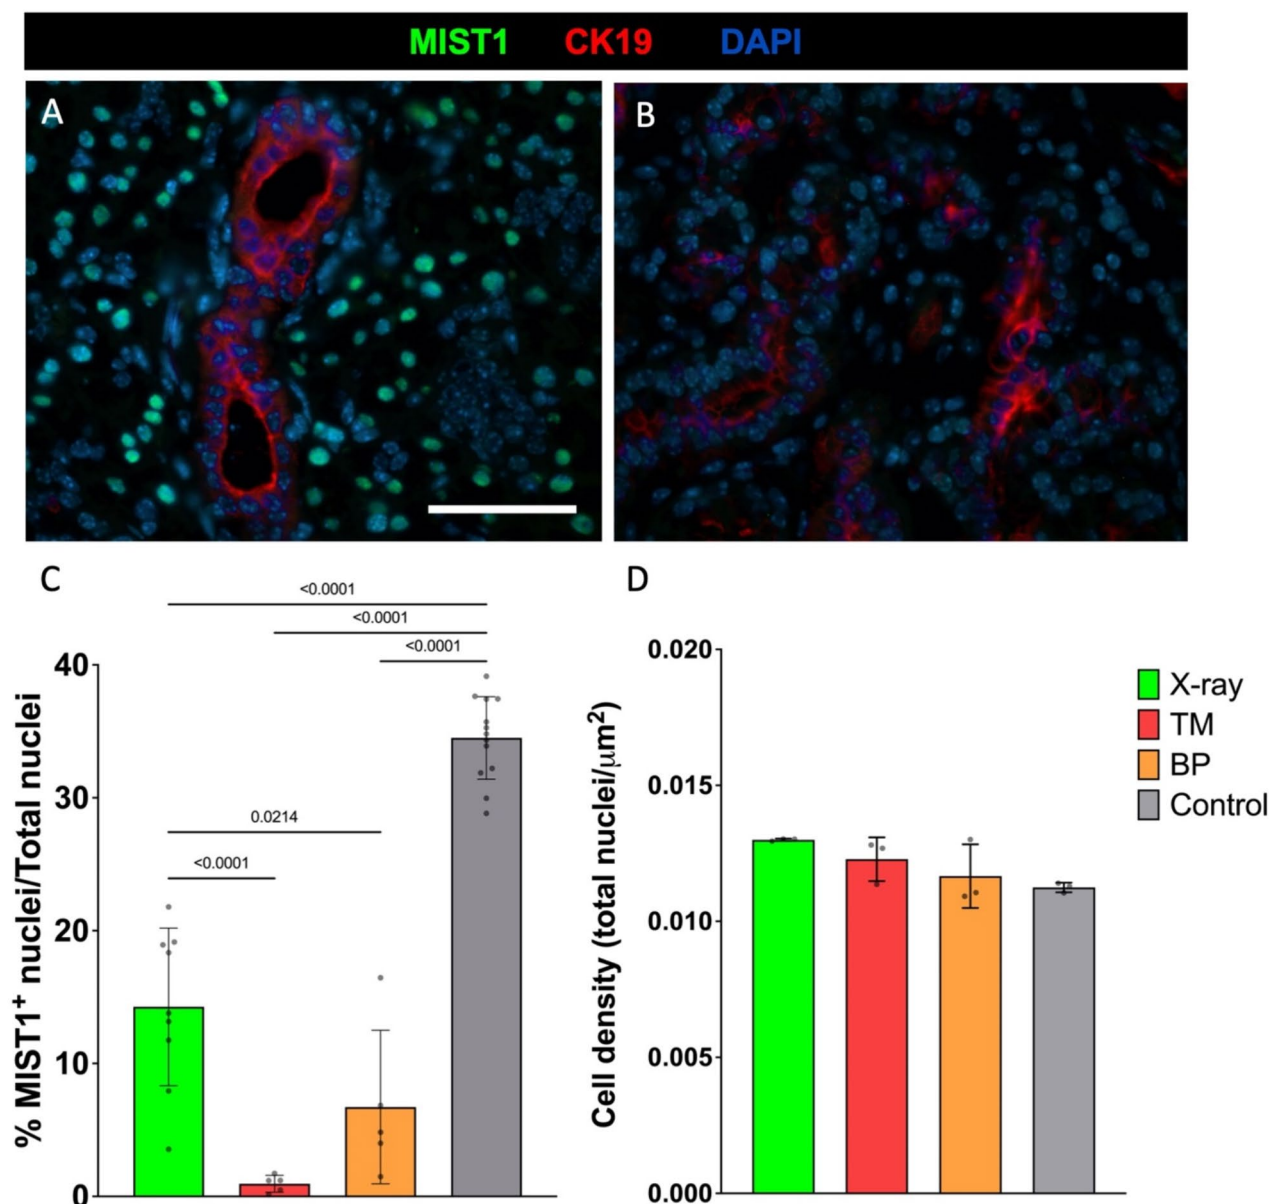 MIST1 CK19 DAPI
A
B
C
<0.0001
<0.0001
<0.0001
0.0214
<0.0001
40
30
20
10
0
% MIST1+ nuclei/Total nuclei
D
0.020
0.015
0.010
0.005
0.000
Cell density (total nuclei/μm²)
X-ray
TM
BP
Control